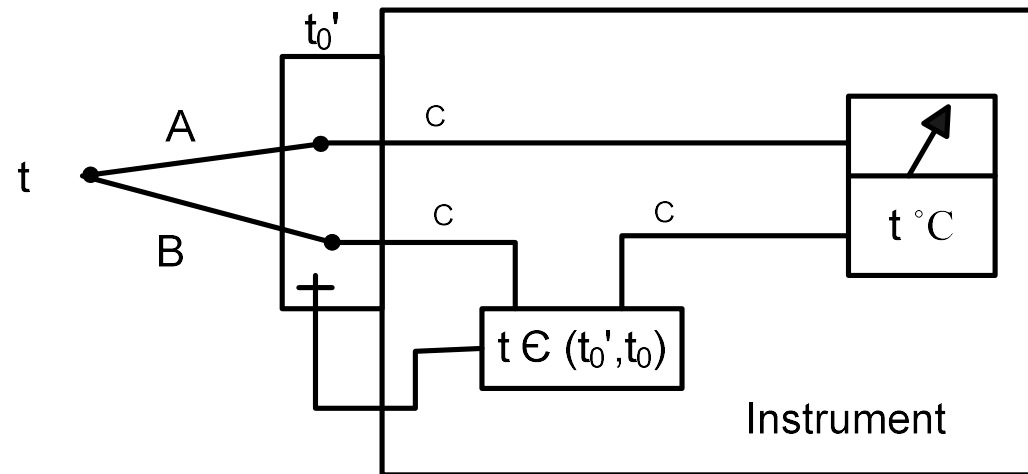 t₀'
A
C
t
C
C
B
t °C
t Є (t₀',t₀)
Instrument